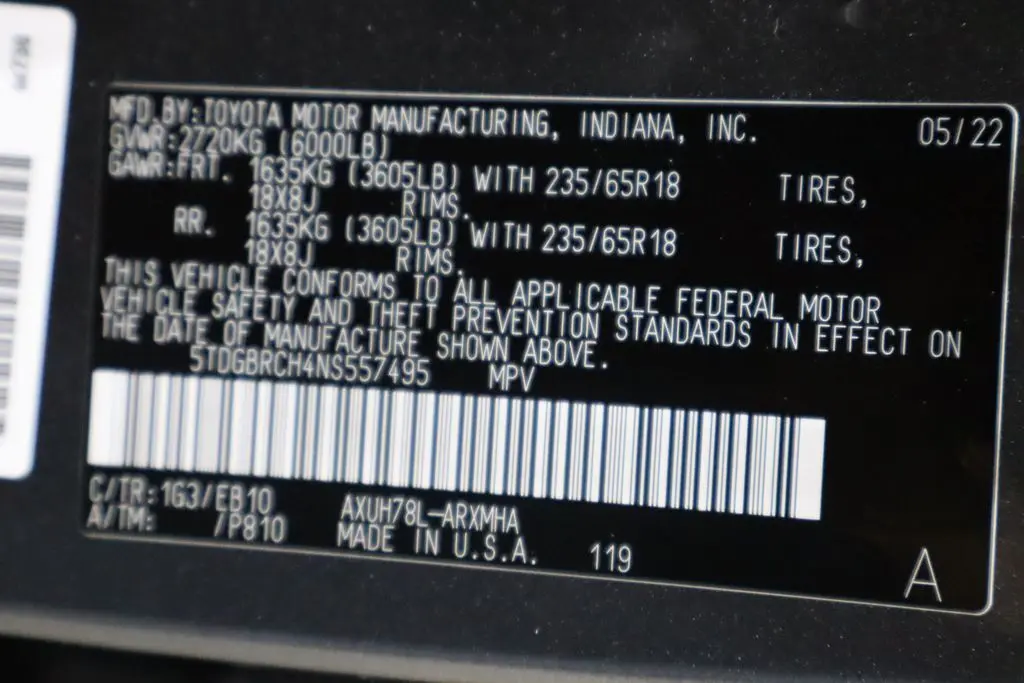 MFD.BY:TOYOTA MOTOR MANUFACTURING, INDIANA, INC. 05/22
GVWR:2720KG (6000LB)
GAWR:FRT. 1635KG (3605LB) WITH 235/65R18 TIRES,
18X8J RIMS.
RR. 1635KG (3605LB) WITH 235/65R18 TIRES,
18X8J RIMS.
THIS VEHICLE CONFORMS TO ALL APPLICABLE FEDERAL MOTOR
VEHICLE SAFETY AND THEFT PREVENTION STANDARDS IN EFFECT ON
THE DATE OF MANUFACTURE SHOWN ABOVE.
5TDGBRCH4NS557495 MPV
C/TR:1G3/EB10 AXUH78L-ARXMHA
A/TM: /P810 MADE IN U.S.A. 119
A